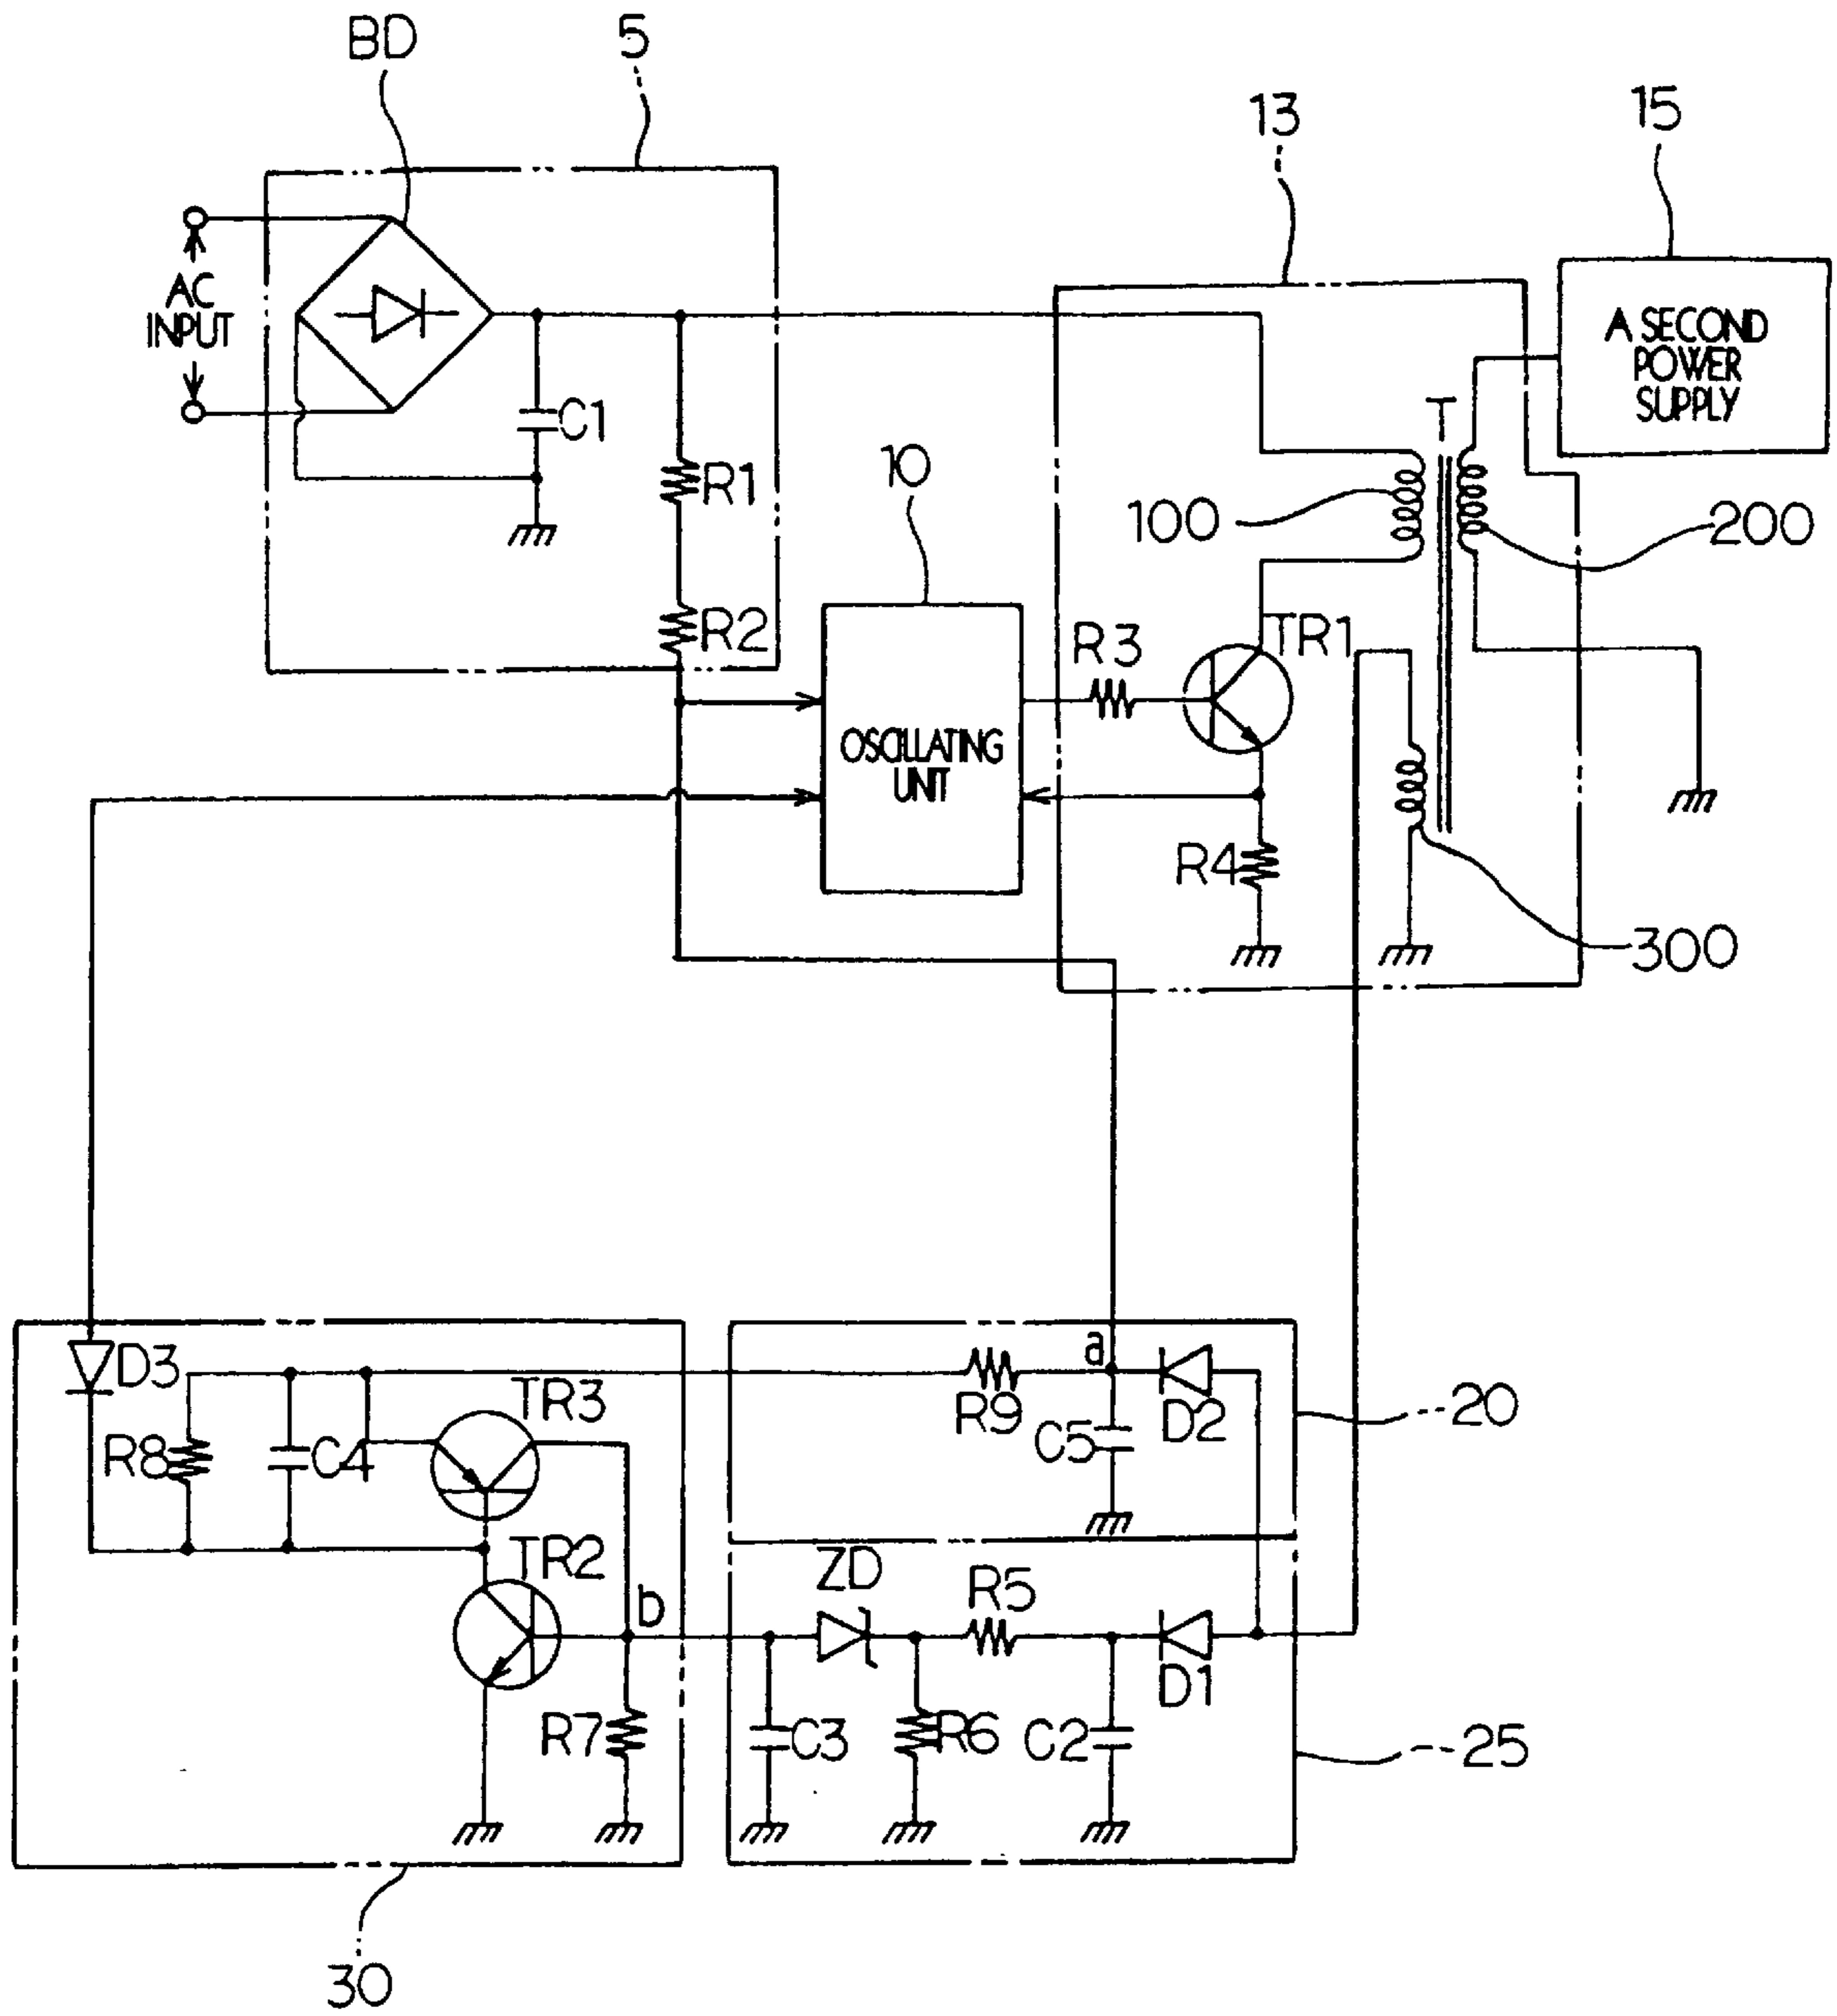 BD
5
13
15
AC
INPUT
C1
R1
R2
10
OSCILLATING
UNIT
R3
TR1
R4
T
100
200
300
A SECOND
POWER
SUPPLY
D3
R8
C4
TR3
TR2
b
R7
a
R9
C5
D2
20
ZD
R5
D1
C3
R6
C2
25
30